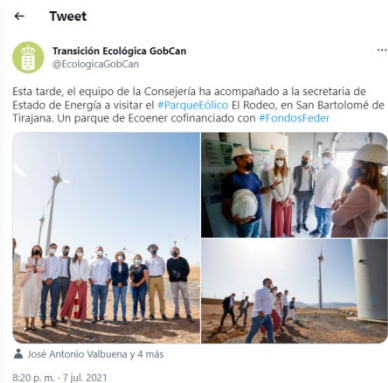 Tweet
Transición Ecológica GobCan
@EcologicaGobCan
Esta tarde, el equipo de la Consejería ha acompañado a la secretaria de
Estado de Energía a visitar el #ParqueEólico El Rodeo, en San Bartolomé de
Tirajana. Un parque de Ecoener cofinanciado con #FondosFeder
José Antonio Valbuena y 4 más
8:20 p. m. · 7 jul. 2021